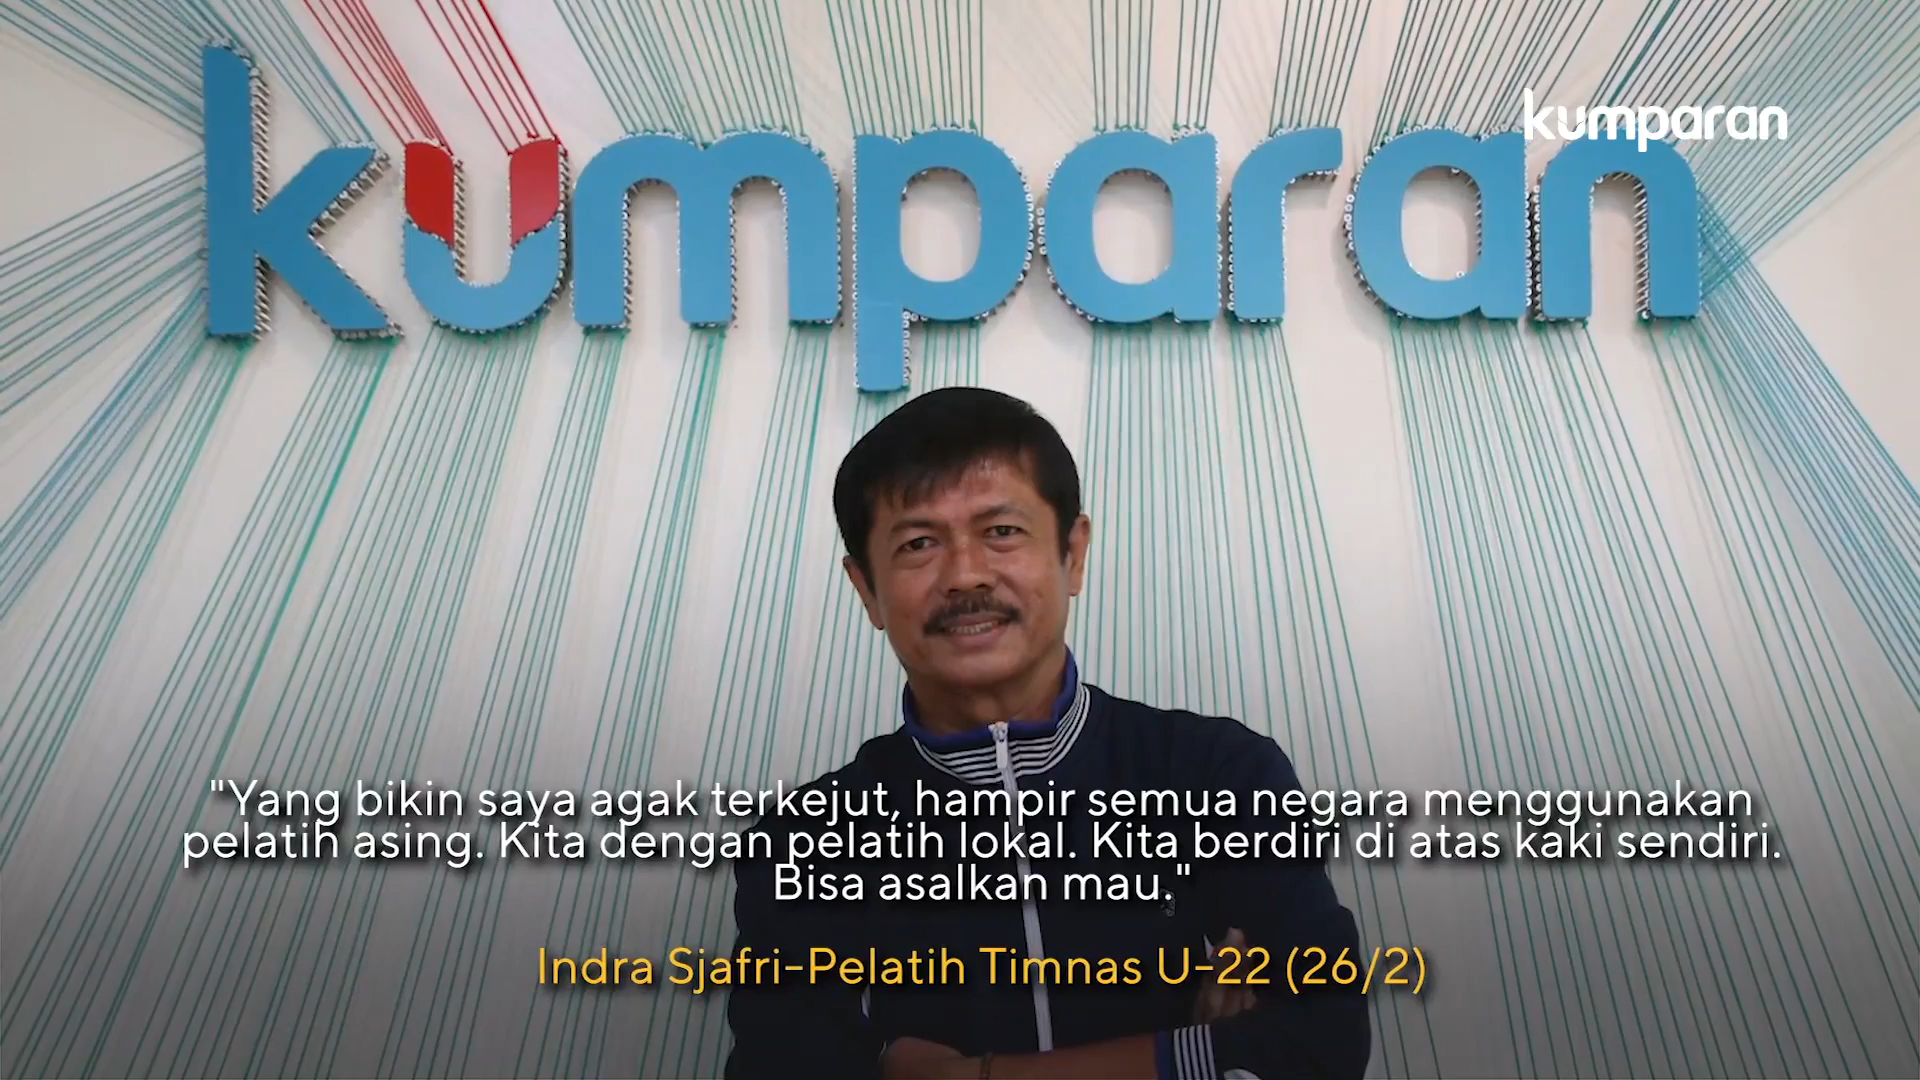 kumparan
kumparan
"Yang bikin saya agak terkejut, hampir semua negara menggunakan
pelatih asing. Kita dengan pelatih lokal. Kita berdiri di atas kaki sendiri.
Bisa asalkan mau."
Indra Sjafri-Pelatih Timnas U-22 (26/2)